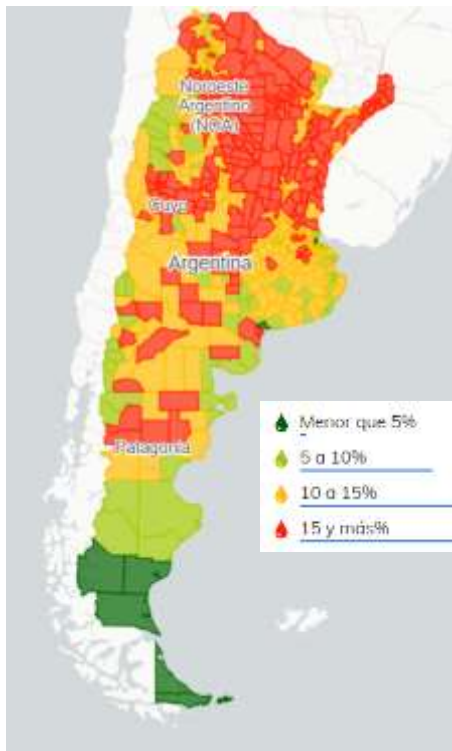 Noroeste
Argentino
(NOA)
Cuyo
Argentina
Patagonia
Menor que 5%
5 a 10%
10 a 15%
15 y más%